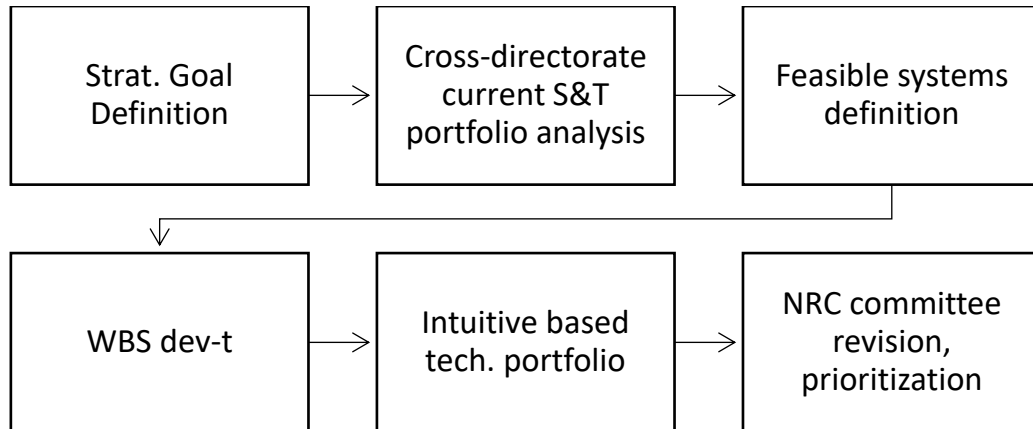 Strat. Goal
Definition
Cross-directorate
current S&T
portfolio analysis
Feasible systems
definition
WBS dev-t
Intuitive based
tech. portfolio
NRC committee
revision,
prioritization